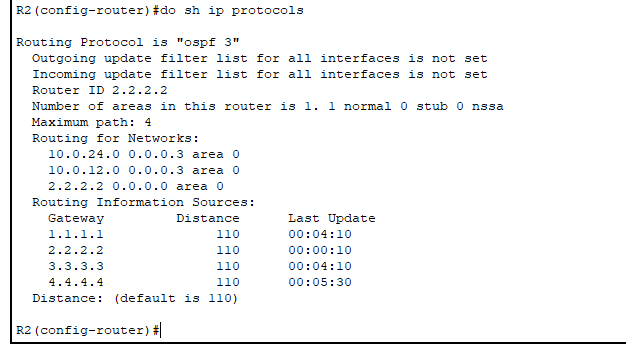 R2(config-router)#do sh ip protocols
Routing Protocol is "ospf 3"
Outgoing update filter list for all interfaces is not set
Incoming update filter list for all interfaces is not set
Router ID 2.2.2.2
Number of areas in this router is 1. 1 normal 0 stub 0 nssa
Maximum path: 4
Routing for Networks:
10.0.24.0 0.0.0.3 area 0
10.0.12.0 0.0.0.3 area 0
2.2.2.2 0.0.0.0 area 0
Routing Information Sources:
Gateway Distance Last Update
1.1.1.1 110 00:04:10
2.2.2.2 110 00:00:10
3.3.3.3 110 00:04:10
4.4.4.4 110 00:05:30
Distance: (default is 110)
R2(config-router)#